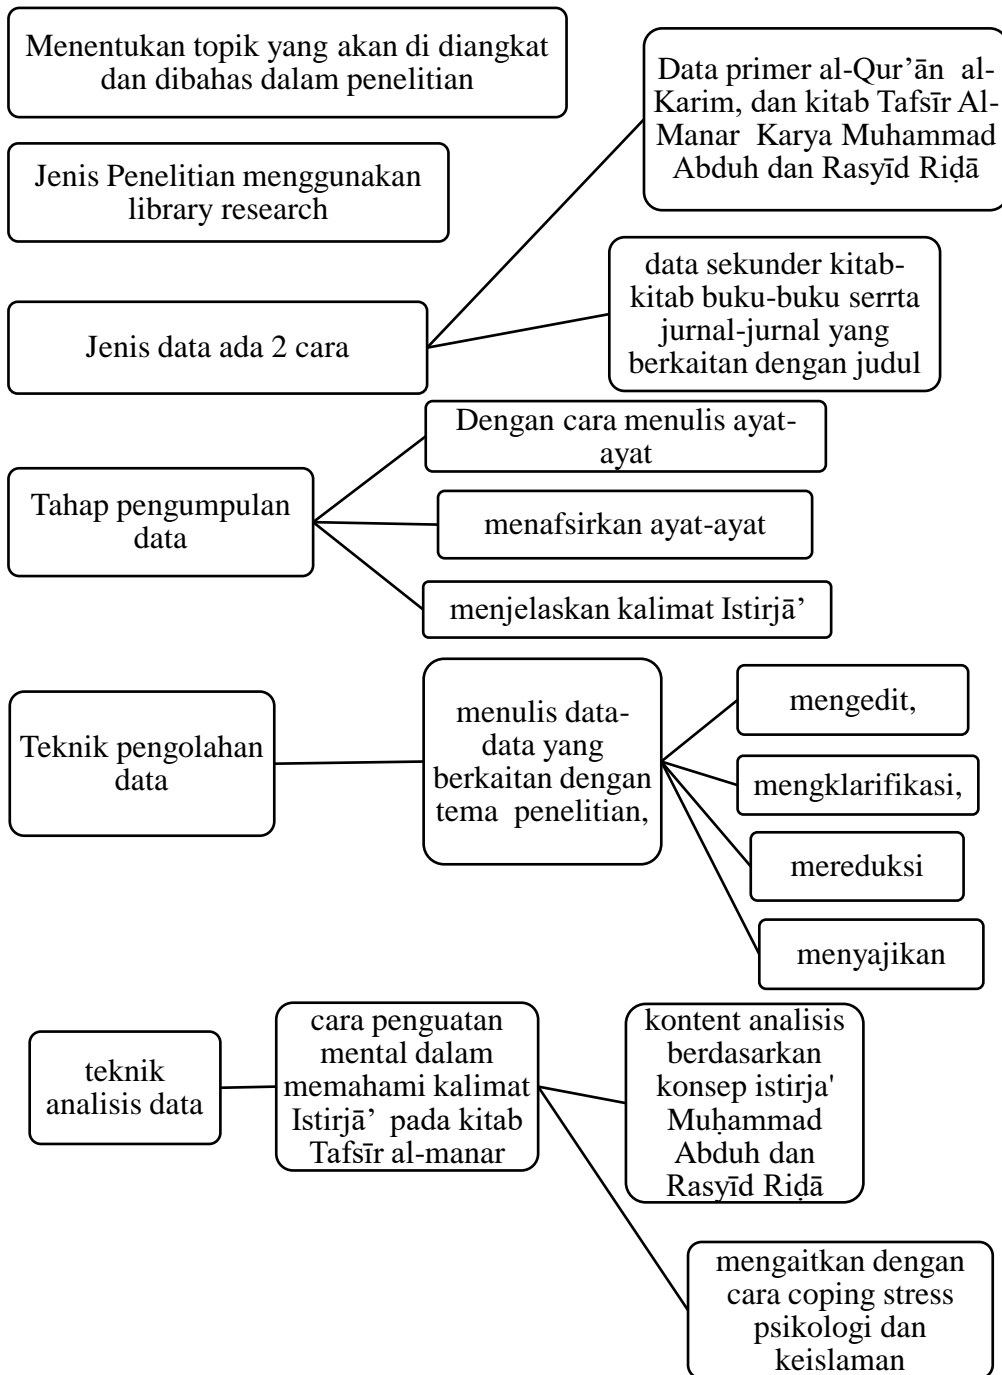 Menentukan topik yang akan di diangkat
dan dibahas dalam penelitian
Jenis Penelitian menggunakan
library research
Jenis data ada 2 cara
Data primer al-Qur’ān al-
Karim, dan kitab Tafsīr Al-
Manar Karya Muhammad
Abduh dan Rasyīd Riḍā
data sekunder kitab-
kitab buku-buku serrta
jurnal-jurnal yang
berkaitan dengan judul
Tahap pengumpulan
data
Dengan cara menulis ayat-
ayat
menafsirkan ayat-ayat
menjelaskan kalimat Istirjā’
Teknik pengolahan
data
menulis data-
data yang
berkaitan dengan
tema penelitian,
mengedit,
mengklarifikasi,
mereduksi
menyajikan
teknik
analisis data
cara penguatan
mental dalam
memahami kalimat
Istirjā’ pada kitab
Tafsīr al-manar
kontent analisis
berdasarkan
konsep istirja'
Muḥammad
Abduh dan
Rasyīd Riḍā
mengaitkan dengan
cara coping stress
psikologi dan
keislaman